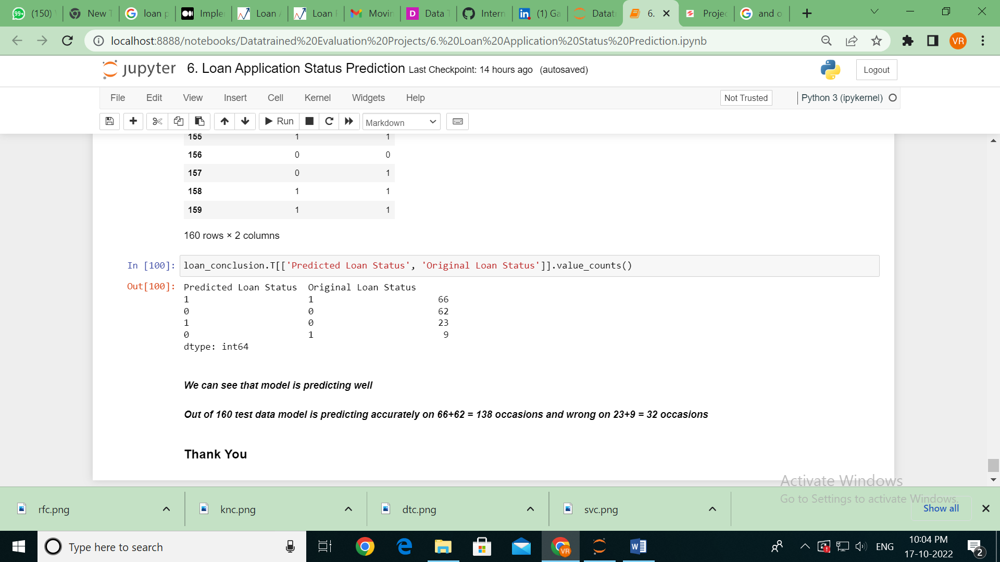 99+ (150) New T loan p Imple Loan A Loan Movin D Data T Intern in (1) Ga Datat 6. Projec and o
localhost:8888/notebooks/Datatrained%20Evaluation%20Projects/6.%20Loan%20Application%20Status%20Prediction.ipynb VR
jupyter 6. Loan Application Status Prediction Last Checkpoint: 14 hours ago (autosaved) Logout
File Edit View Insert Cell Kernel Widgets Help Not Trusted Python 3 (ipykernel)
Run Markdown
155 1 1
156 0 0
157 0 1
158 1 1
159 1 1
160 rows × 2 columns
In [100]: loan_conclusion.T[['Predicted Loan Status', 'Original Loan Status']].value_counts()
Out[100]: Predicted Loan Status Original Loan Status
1 1 66
0 0 62
1 0 23
0 1 9
dtype: int64
We can see that model is predicting well
Out of 160 test data model is predicting accurately on 66+62 = 138 occasions and wrong on 23+9 = 32 occasions
Thank You
Activate Windows
Go to Settings to activate Windows.
rfc.png knc.png dtc.png svc.png Show all
Type here to search VR W ENG 10:04 PM
17-10-2022 2